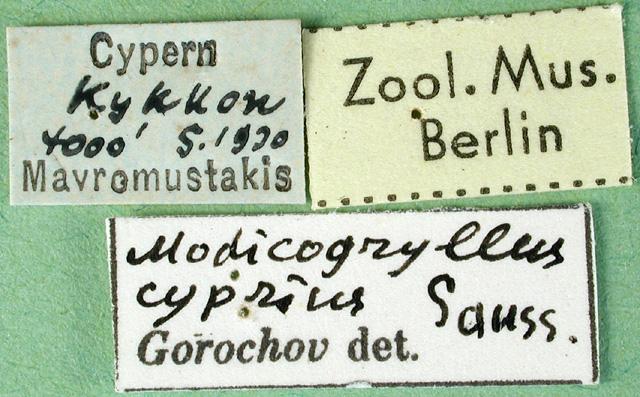 Cypern
Kykkon
4000' 5.1930
Mavromustakis
Zool. Mus.
Berlin
Modicogryllus
cyprius Sauss.
Gorochov det.